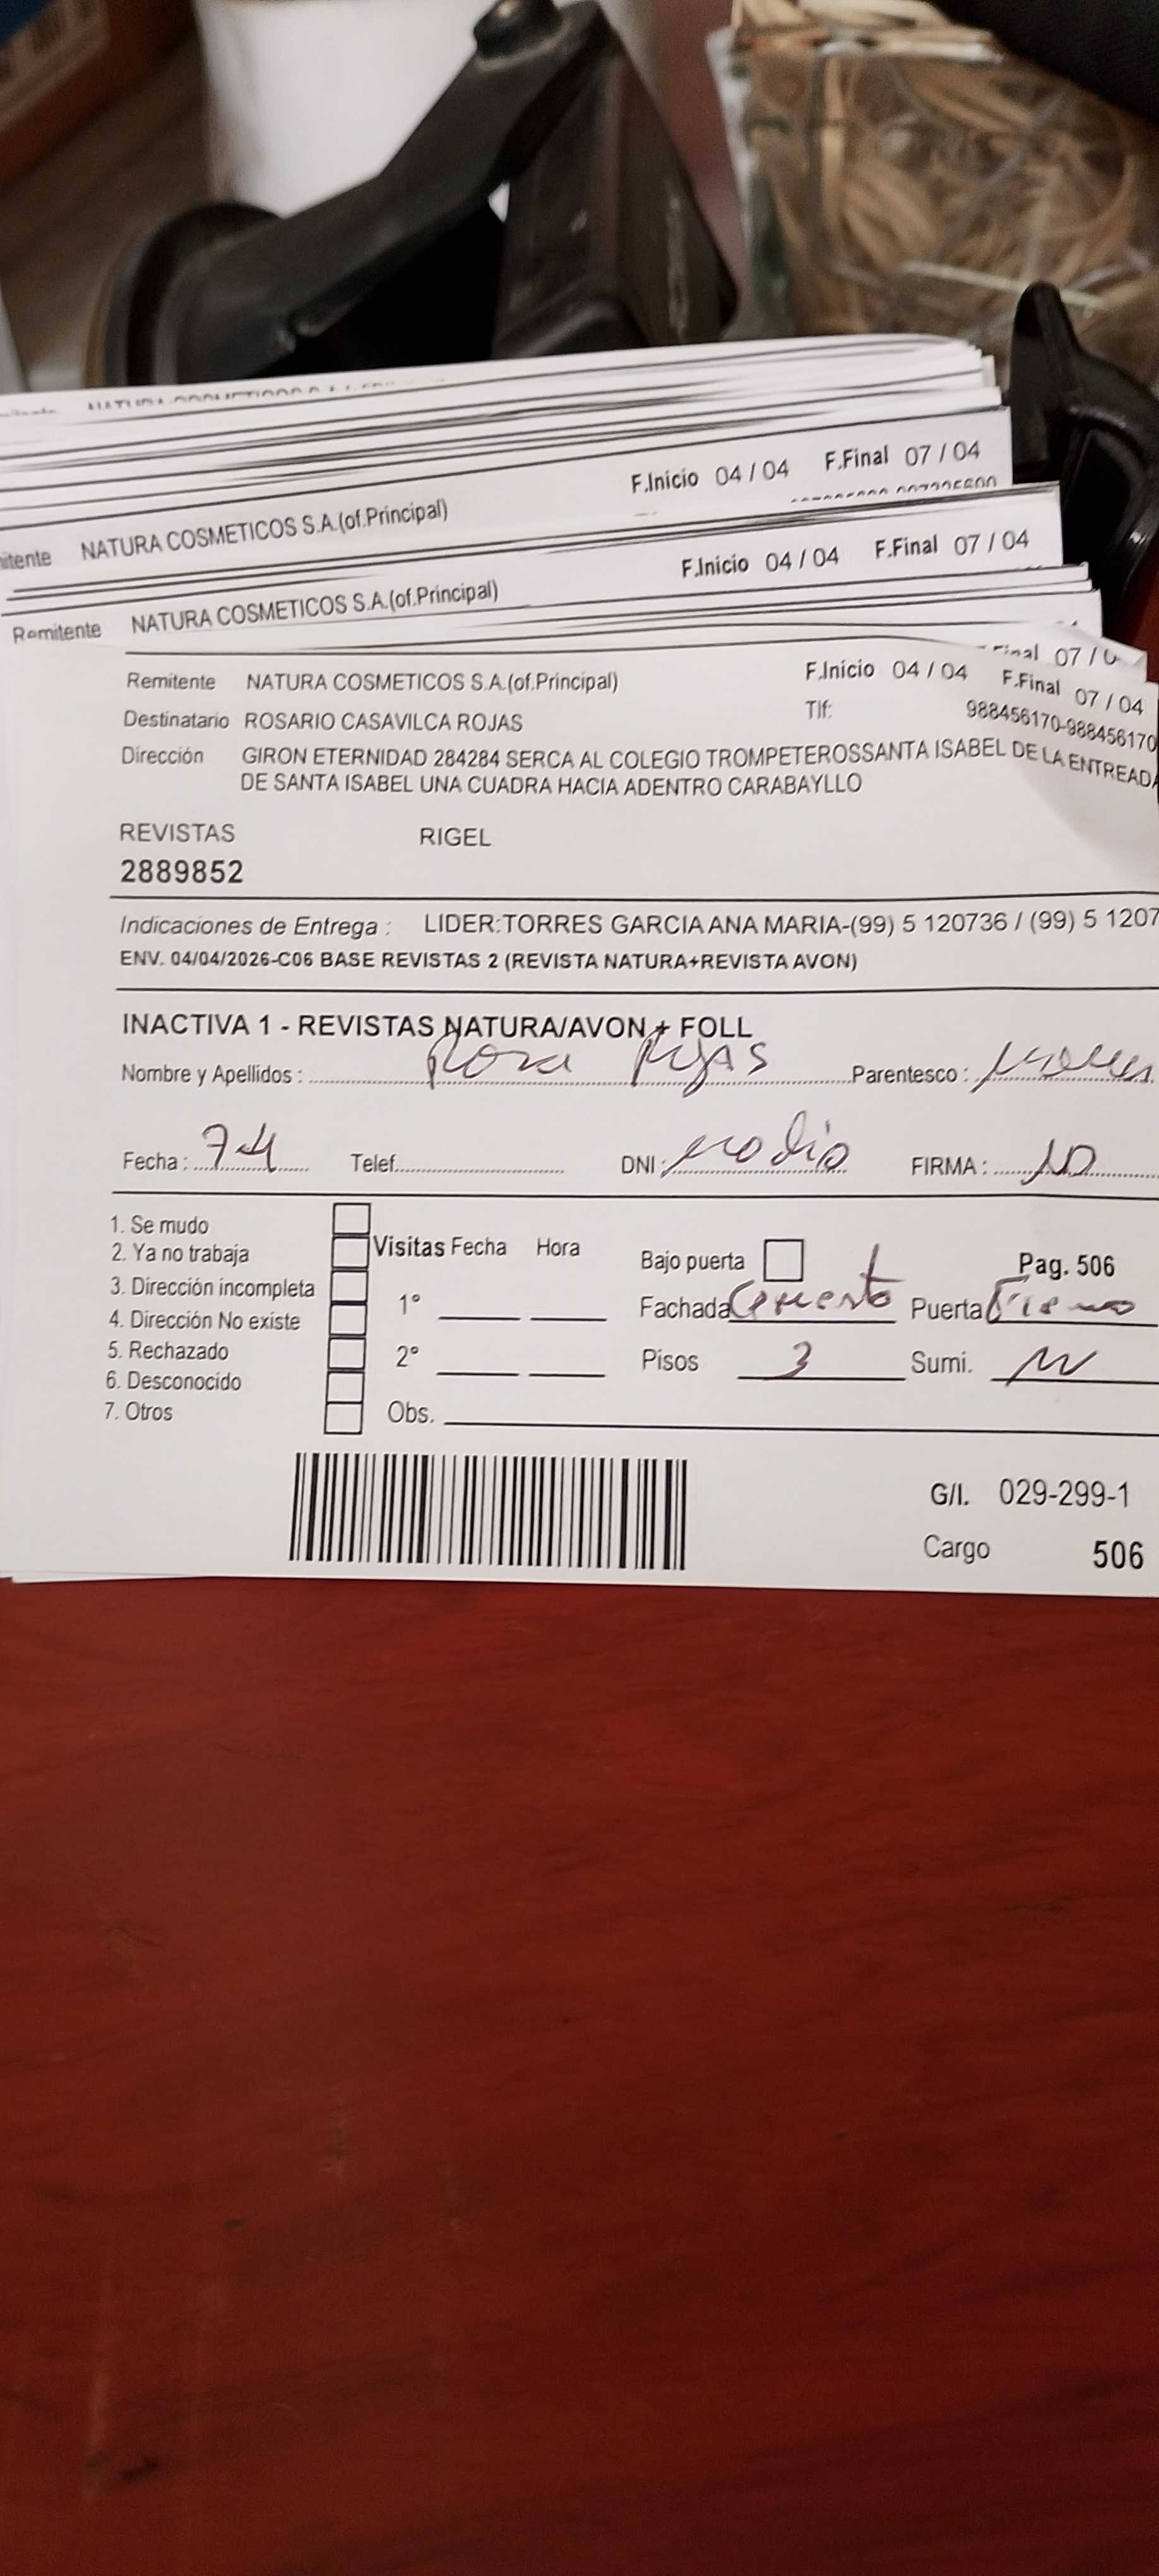 NATURA COSMETICOS S.A.
F.Inicio 04 / 04 F.Final 07 / 04
NATURA COSMETICOS S.A.(of.Principal)
F.Inicio 04 / 04 F.Final 07 / 04
Remitente NATURA COSMETICOS S.A.(of.Principal)
Final 07 / 0
Remitente NATURA COSMETICOS S.A.(of.Principal) F.Inicio 04 / 04 F.Final 07 / 04
Destinatario ROSARIO CASAVILCA ROJAS Tlf: 988456170-988456170
Dirección GIRON ETERNIDAD 284284 SERCA AL COLEGIO TROMPETEROSSANTA ISABEL DE LA ENTREADA
DE SANTA ISABEL UNA CUADRA HACIA ADENTRO CARABAYLLO
REVISTAS RIGEL
2889852
Indicaciones de Entrega : LIDER:TORRES GARCIA ANA MARIA-(99) 5 120736 / (99) 5 1207
ENV. 04/04/2026-C06 BASE REVISTAS 2 (REVISTA NATURA+REVISTA AVON)
INACTIVA 1 - REVISTAS NATURA/AVON + FOLL
Nombre y Apellidos : Rosa Rojas Parentesco :
Fecha : 7-4 Telef. DNI : no dio FIRMA :
1. Se mudo
2. Ya no trabaja Visitas Fecha Hora Bajo puerta Pag. 506
3. Dirección incompleta
4. Dirección No existe 1° Fachada Cemento Puerta Fierro
5. Rechazado 2° Pisos 3 Sumi.
6. Desconocido
7. Otros Obs.
G/I. 029-299-1
Cargo 506